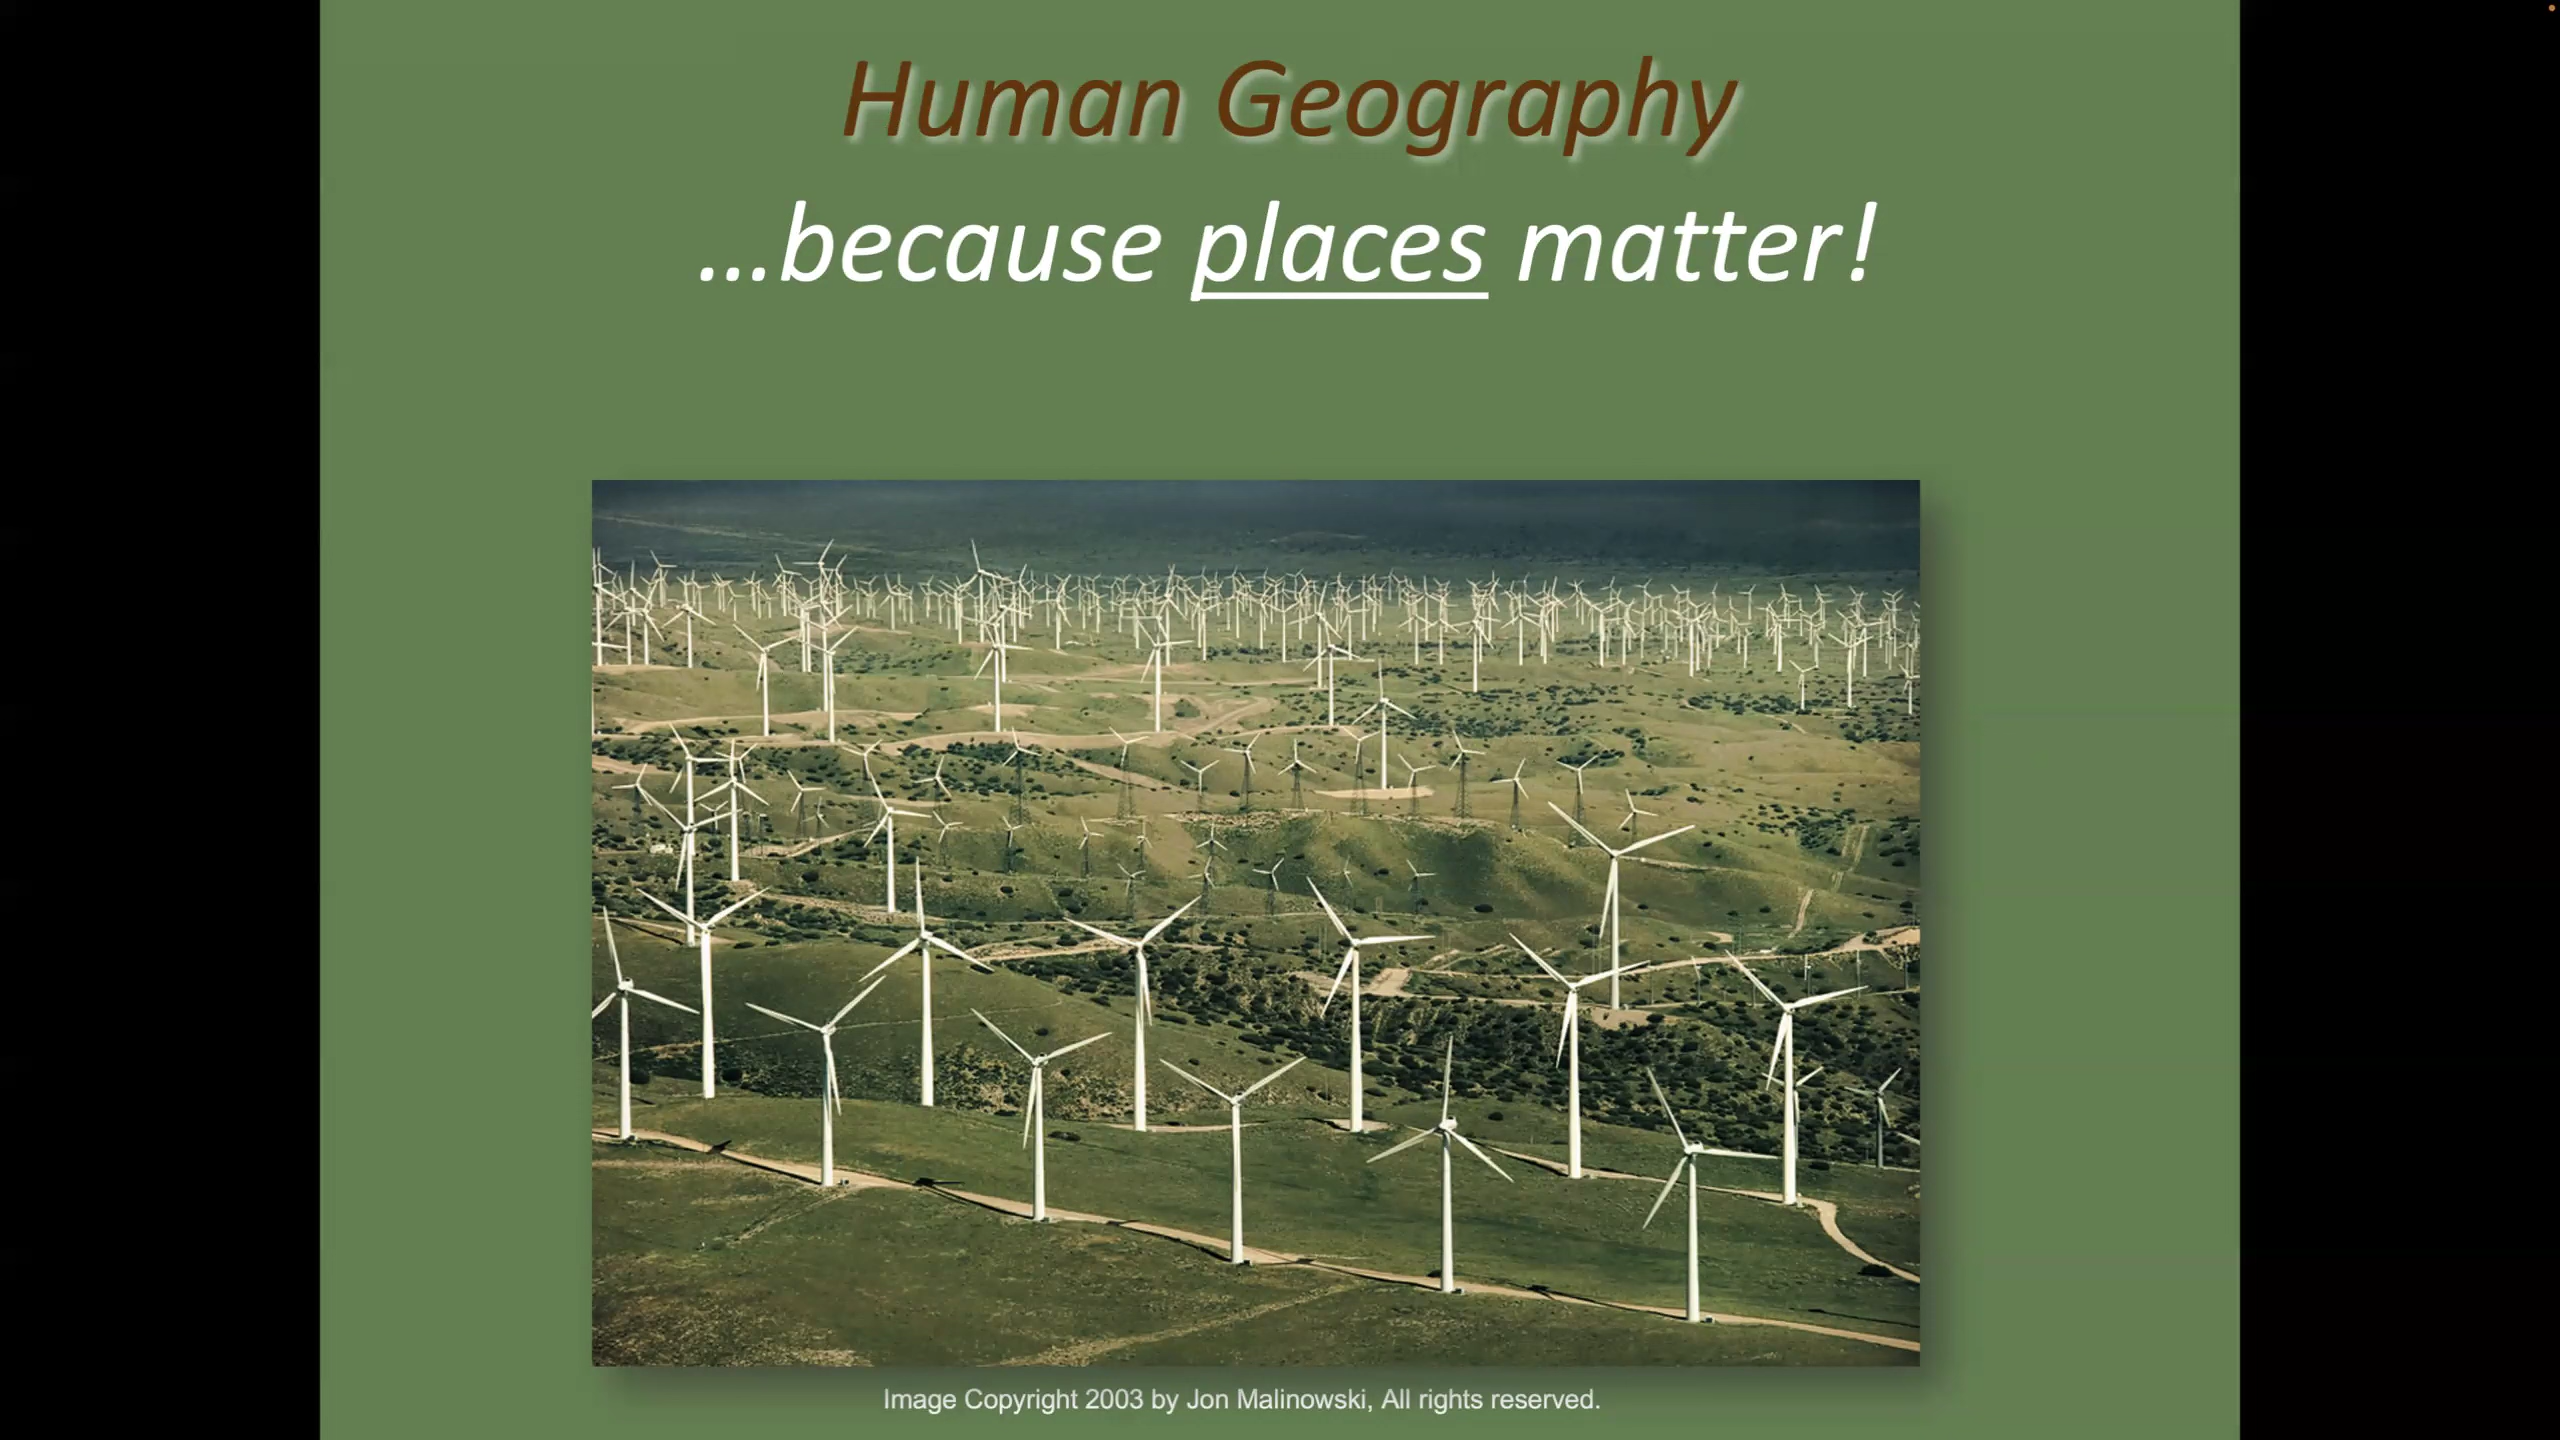 Human Geography
...because places matter!
Image Copyright 2003 by Jon Malinowski, All rights reserved.